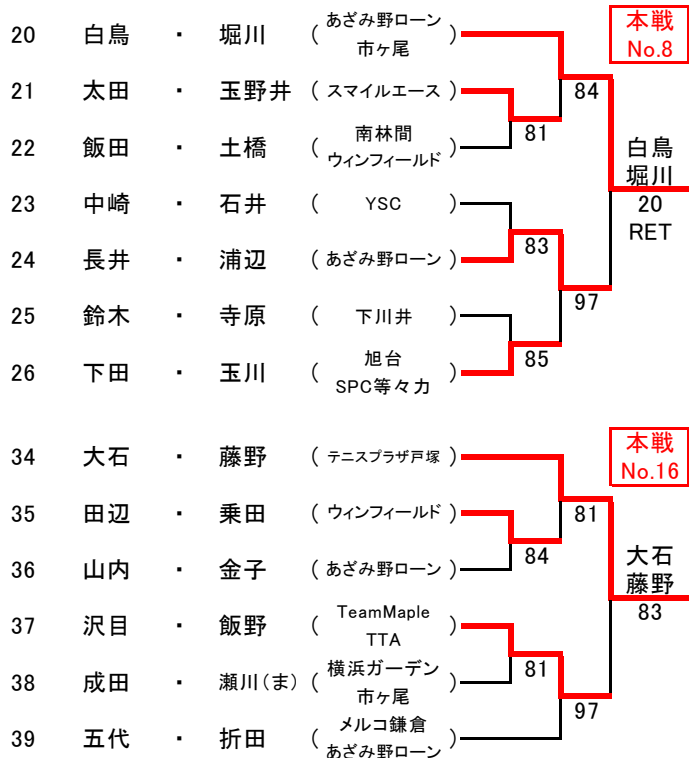 20 白鳥 ・ 堀川 (あざみ野ローン 市ヶ尾)
本戦
No.8
21 太田 ・ 玉野井 (スマイルエース)
84
81
22 飯田 ・ 土橋 (南林間 ウィンフィールド)
白鳥
堀川
20
RET
23 中崎 ・ 石井 (YSC)
83
24 長井 ・ 浦辺 (あざみ野ローン)
97
25 鈴木 ・ 寺原 (下川井)
85
26 下田 ・ 玉川 (旭台 SPC等々力)
34 大石 ・ 藤野 (テニスプラザ戸塚)
本戦
No.16
35 田辺 ・ 乗田 (ウィンフィールド)
81
84
36 山内 ・ 金子 (あざみ野ローン)
大石
藤野
83
37 沢目 ・ 飯野 (TeamMaple TTA)
81
38 成田 ・ 瀬川(ま) (横浜ガーデン 市ヶ尾)
97
39 五代 ・ 折田 (メルコ鎌倉 あざみ野ローン)